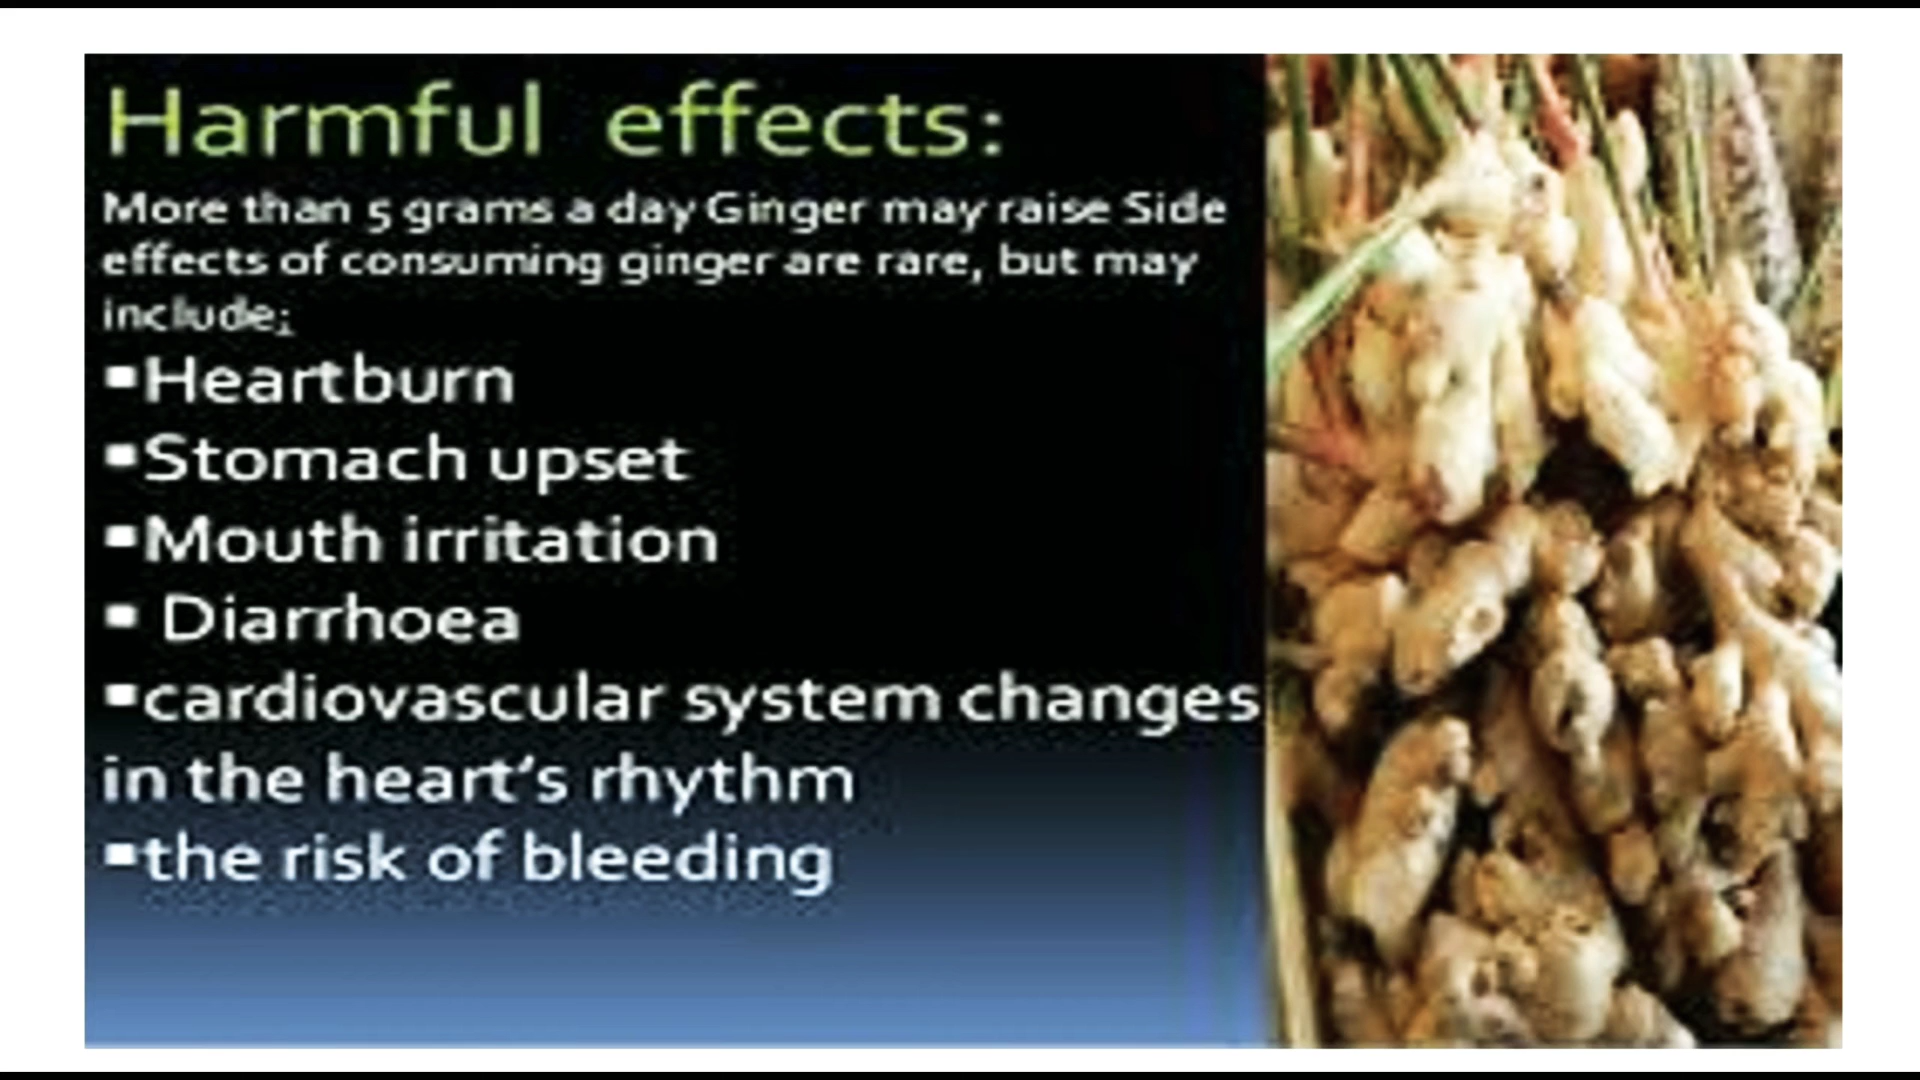 Harmful effects:
More than 5 grams a day Ginger may raise Side
effects of consuming ginger are rare, but may
include:
▪Heartburn
▪Stomach upset
▪Mouth irritation
▪ Diarrhoea
▪cardiovascular system changes
in the heart's rhythm
▪the risk of bleeding